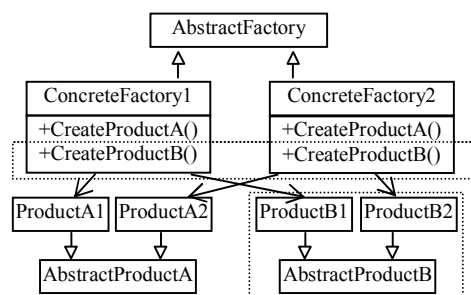 AbstractFactory
ConcreteFactory1
+CreateProductA()
+CreateProductB()
ConcreteFactory2
+CreateProductA()
+CreateProductB()
ProductA1
ProductA2
ProductB1
ProductB2
AbstractProductA
AbstractProductB